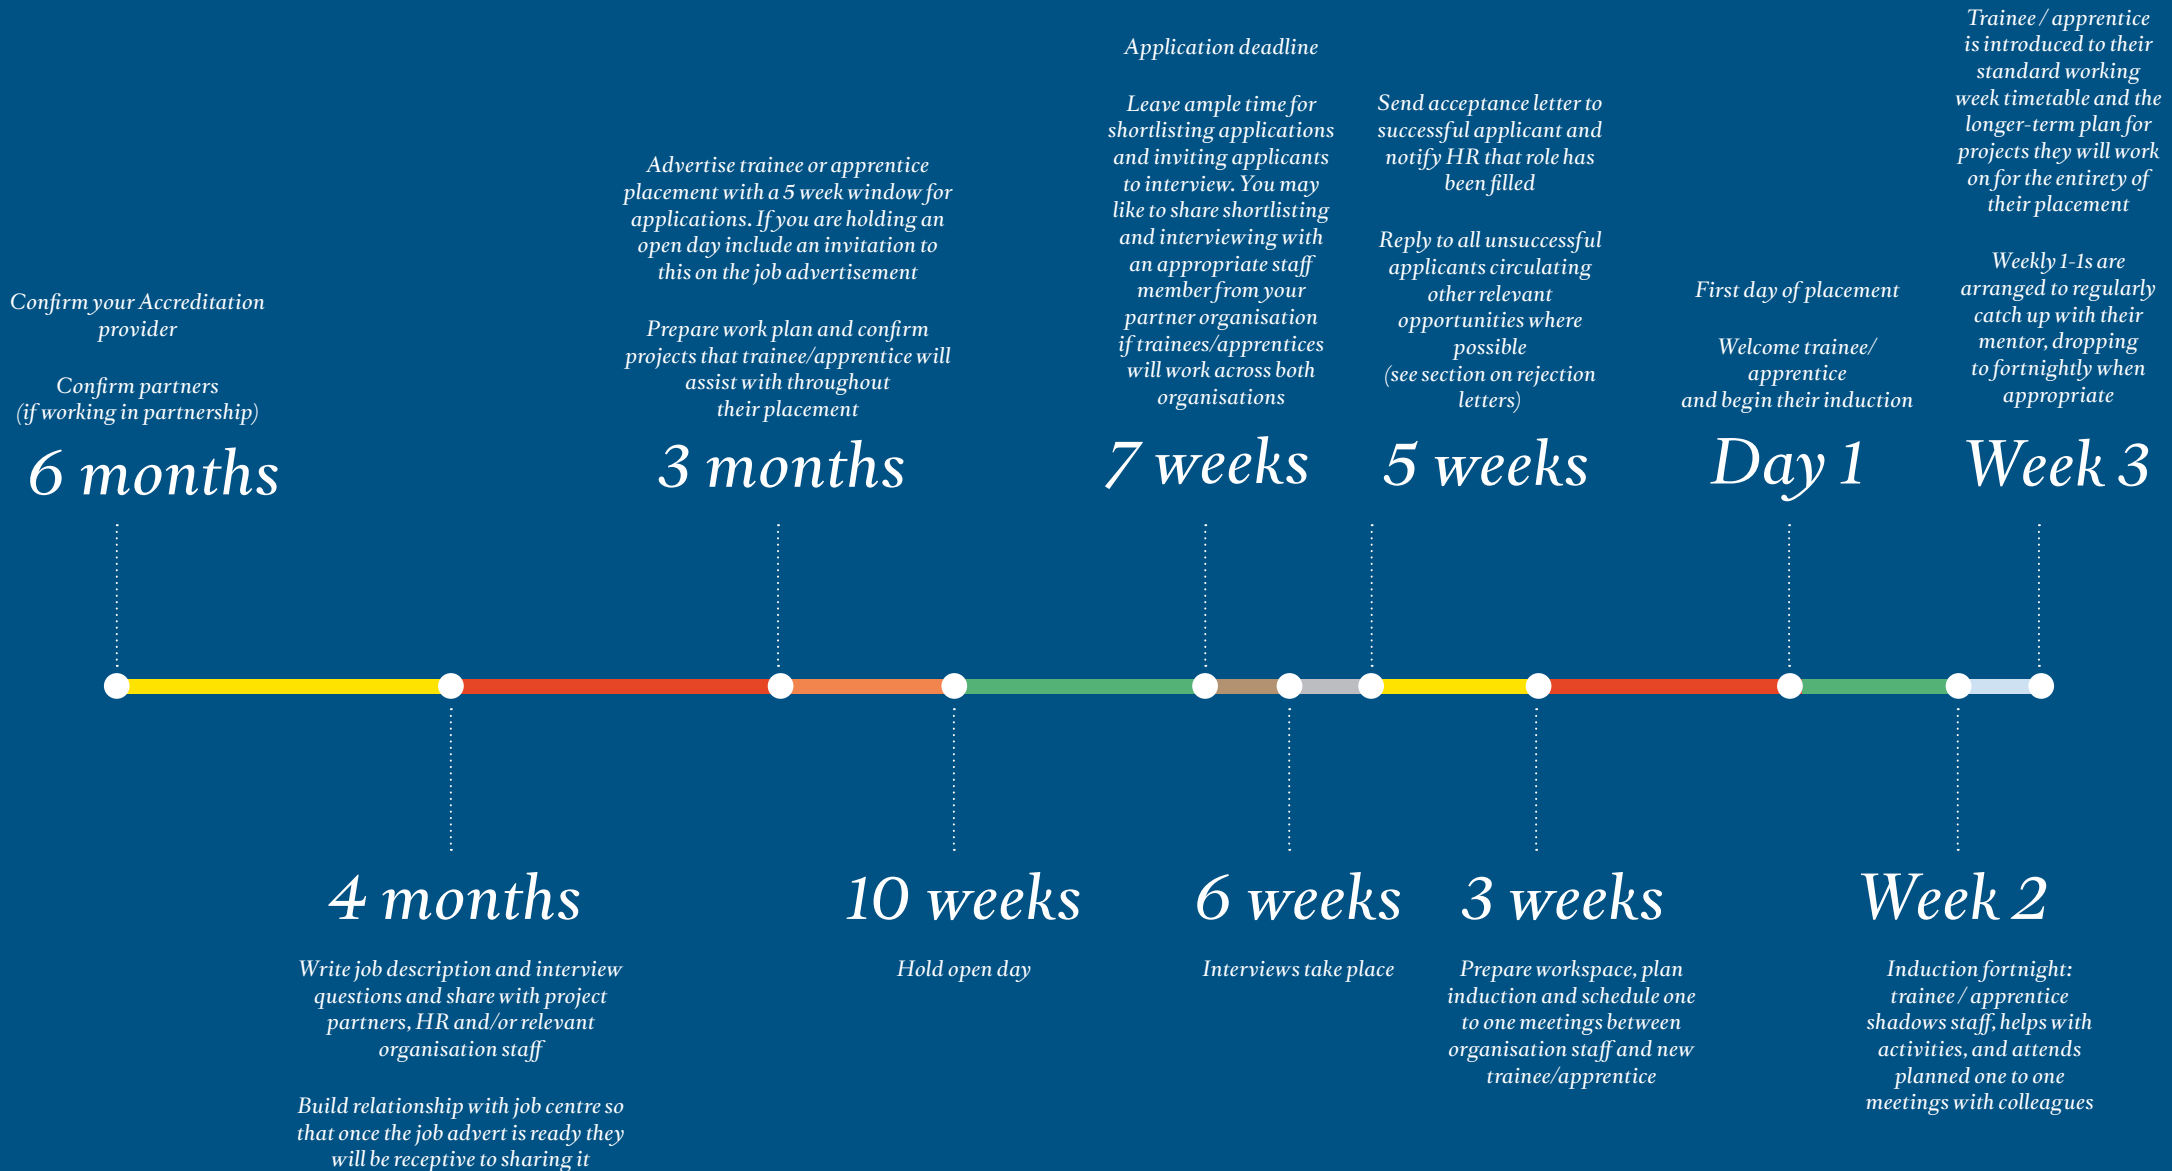 Confirm your Accreditation
provider
Confirm partners
(if working in partnership)
6 months
Write job description and interview
questions and share with project
partners, HR and/or relevant
organisation staff
Build relationship with job centre so
that once the job advert is ready they
will be receptive to sharing it
4 months
Advertise trainee or apprentice
placement with a 5 week window for
applications. If you are holding an
open day include an invitation to
this on the job advertisement
Prepare work plan and confirm
projects that trainee/apprentice will
assist with throughout
their placement
3 months
10 weeks
Hold open day
Application deadline
Leave ample time for
shortlisting applications
and inviting applicants
to interview. You may
like to share shortlisting
and interviewing with
an appropriate staff
member from your
partner organisation
if trainees/apprentices
will work across both
organisations
7 weeks
6 weeks
Interviews take place
Send acceptance letter to
successful applicant and
notify HR that role has
been filled
Reply to all unsuccessful
applicants circulating
other relevant
opportunities where
possible
(see section on rejection
letters)
5 weeks
3 weeks
Prepare workspace, plan
induction and schedule one
to one meetings between
organisation staff and new
trainee/apprentice
First day of placement
Welcome trainee/
apprentice
and begin their induction
Day 1
Week 2
Induction fortnight:
trainee / apprentice
shadows staff, helps with
activities, and attends
planned one to one
meetings with colleagues
Trainee / apprentice
is introduced to their
standard working
week timetable and the
longer-term plan for
projects they will work
on for the entirety of
their placement
Weekly 1-1s are
arranged to regularly
catch up with their
mentor, dropping
to fortnightly when
appropriate
Week 3